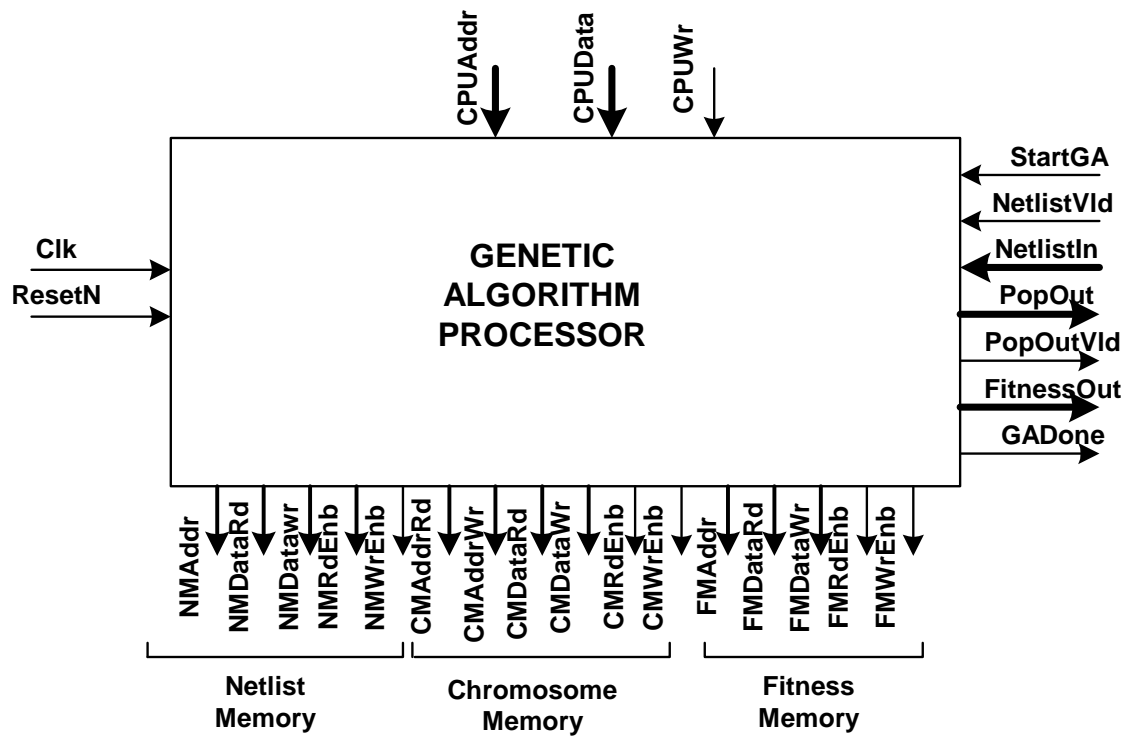 CPUAddr
CPUData
CPUWr
StartGA
NetlistVld
NetlistIn
PopOut
PopOutVld
FitnessOut
GADone
Clk
ResetN
GENETIC
ALGORITHM
PROCESSOR
NMAddr
NMDataRd
NMDatawr
NMRdEnb
NMWrEnb
CMAddrRd
CMAddrWr
CMDataRd
CMDataWr
CMRdEnb
CMWrEnb
FMAddr
FMDataRd
FMDataWr
FMRdEnb
FMWrEnb
Netlist
Memory
Chromosome
Memory
Fitness
Memory